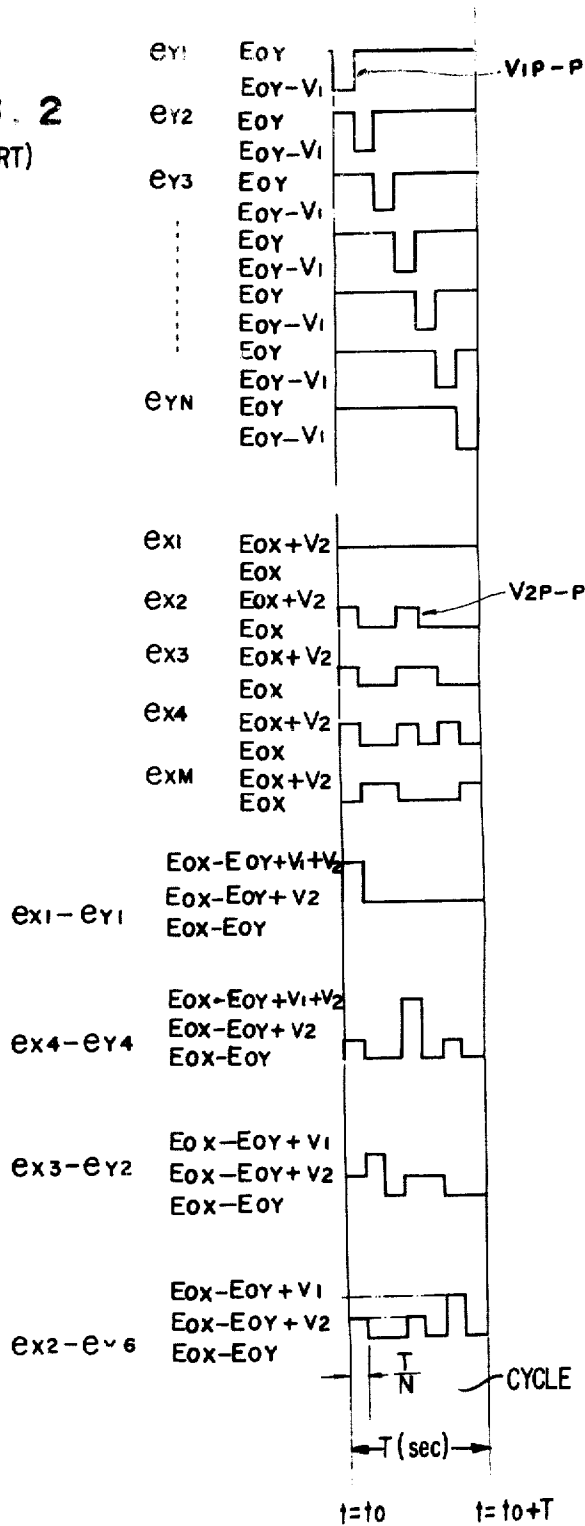 eY1 EOY
EOY-V1 V1P-P
. 2
eY2 EOY
RT)
EOY-V1
eY3 EOY
EOY-V1
EOY
EOY-V1
EOY
EOY-V1
EOY
EOY-V1
eYN EOY
EOY-V1
eX1 EOX+V2
EOX
eX2 EOX+V2 V2P-P
EOX
eX3 EOX+V2
EOX
eX4 EOX+V2
EOX
eXM EOX+V2
EOX
EOX-EOY+V1+V2
EOX-EOY+V2
eX1-eY1 EOX-EOY
EOX-EOY+V1+V2
EOX-EOY+V2
eX4-eY4 EOX-EOY
EOX-EOY+V1
eX3-eY2 EOX-EOY+V2
EOX-EOY
EOX-EOY+V1
EOX-EOY+V2
eX2-e 6 EOX-EOY
T/N CYCLE
T(sec)
t=t0 t=t0+T